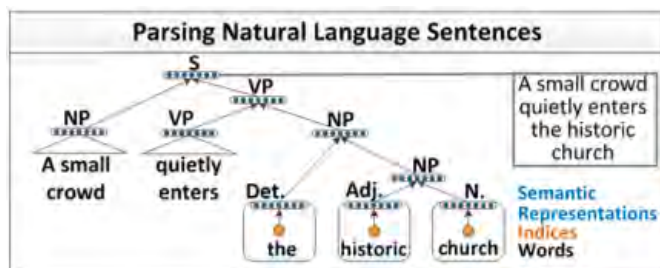 Parsing Natural Language Sentences
S
VP
NP
VP
NP
A small
crowd
quietly
enters
NP
Det.
Adj.
N.
the
historic
church
A small crowd
quietly enters
the historic
church
Semantic
Representations
Indices
Words